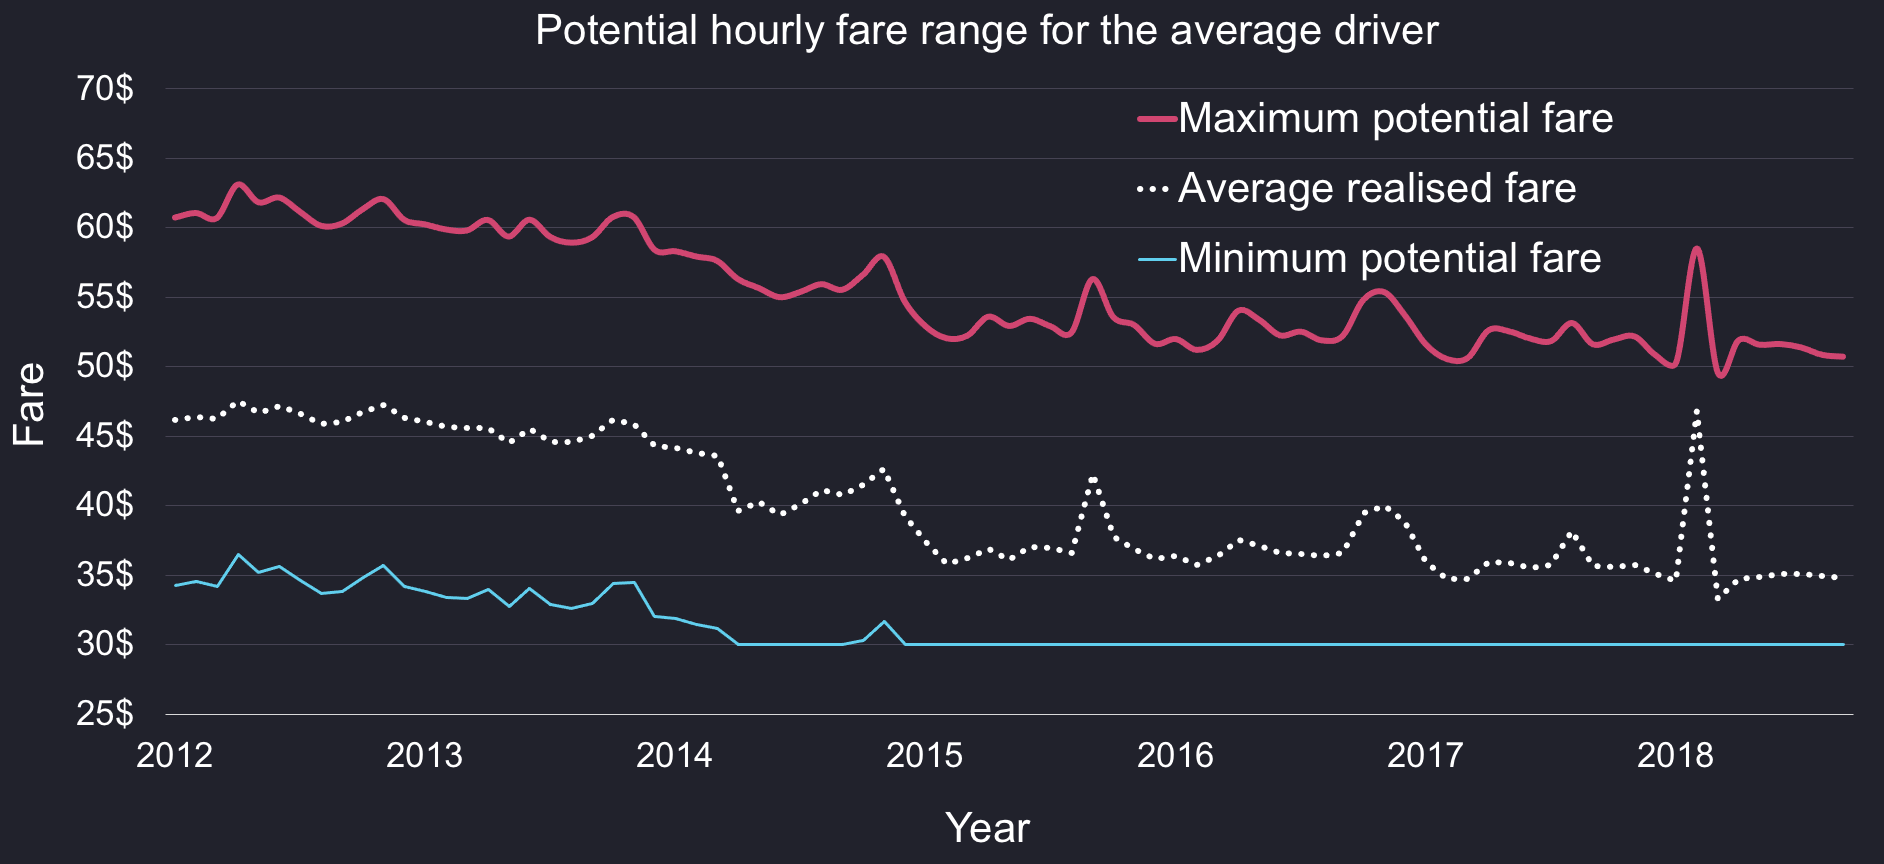 Potential hourly fare range for the average driver
70$
65$
60$
55$
50$
45$
40$
35$
30$
25$
Fare
Maximum potential fare
Average realised fare
Minimum potential fare
2012 2013 2014 2015 2016 2017 2018
Year